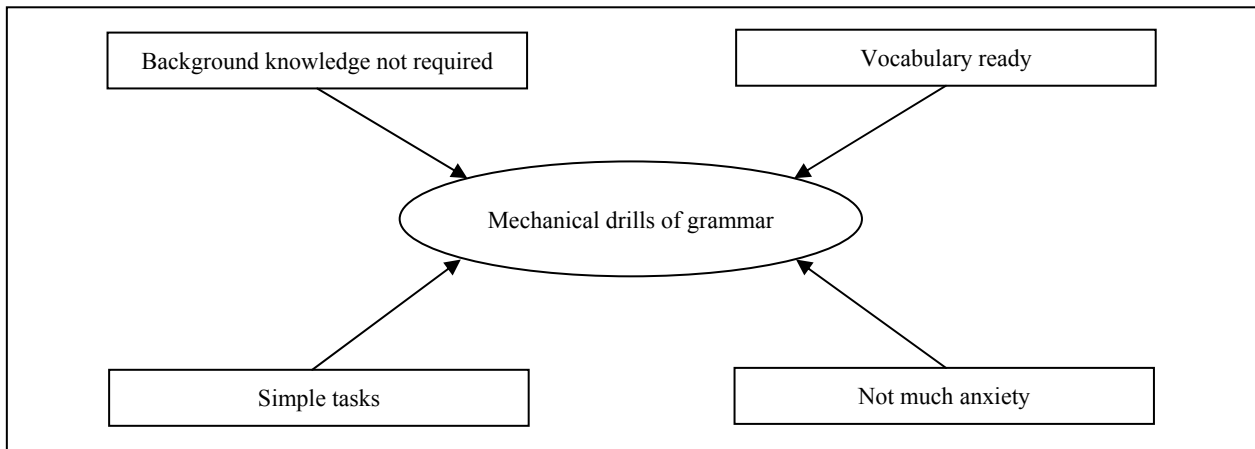 Background knowledge not required
Vocabulary ready
Mechanical drills of grammar
Simple tasks
Not much anxiety